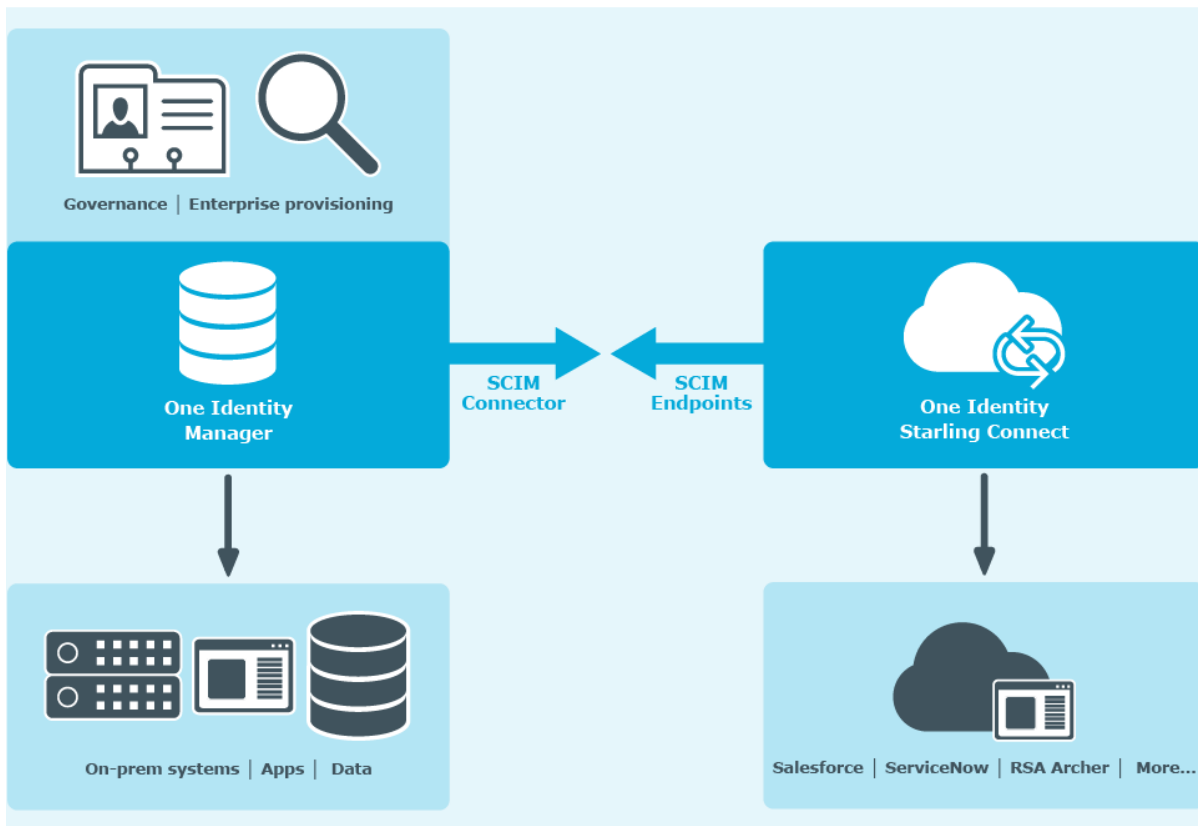 Governance | Enterprise provisioning
One Identity
Manager
SCIM
Connector
SCIM
Endpoints
One Identity
Starling Connect
On-prem systems | Apps | Data
Salesforce | ServiceNow | RSA Archer | More...